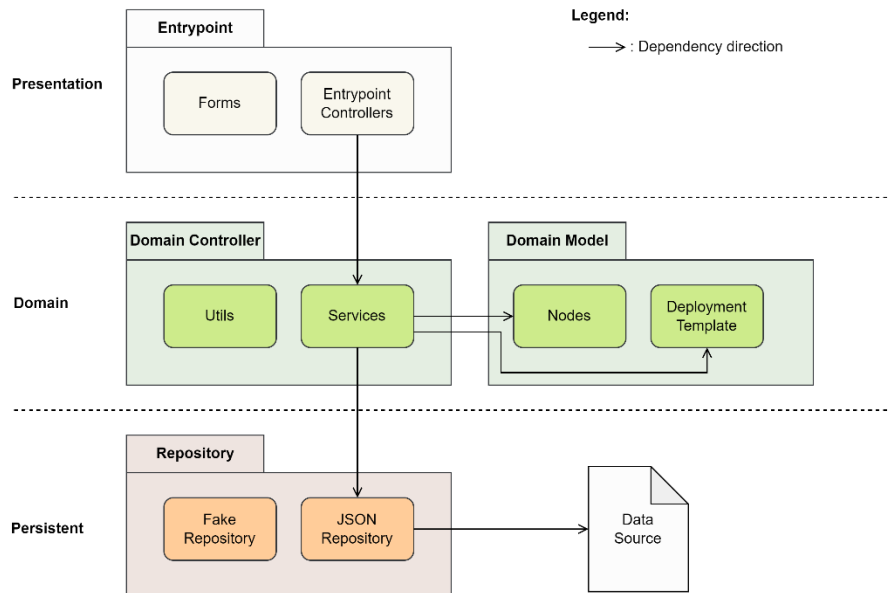 Legend:
: Dependency direction
Entrypoint
Presentation
Forms
Entrypoint
Controllers
Domain Controller
Domain Model
Domain
Utils
Services
Nodes
Deployment
Template
Repository
Persistent
Fake
Repository
JSON
Repository
Data
Source